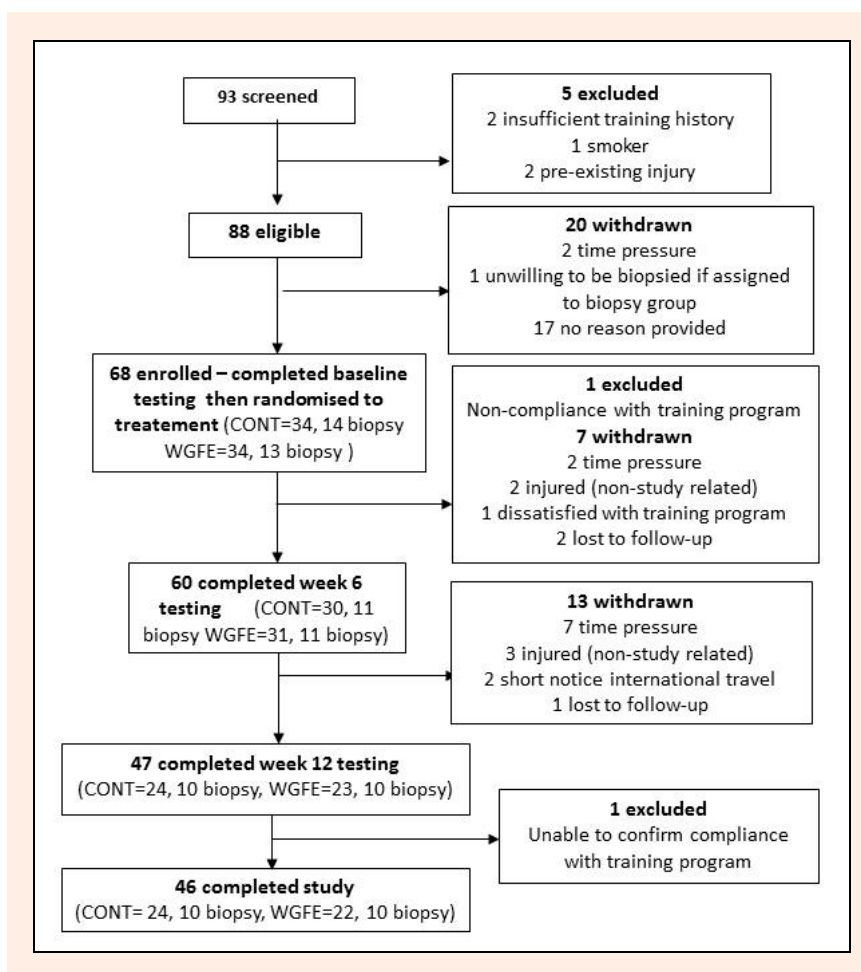 93 screened
5 excluded
2 insufficient training history
1 smoker
2 pre-existing injury
88 eligible
20 withdrawn
2 time pressure
1 unwilling to be biopsied if assigned
to biopsy group
17 no reason provided
68 enrolled – completed baseline
testing then randomised to
treatement (CONT=34, 14 biopsy
WGFE=34, 13 biopsy )
1 excluded
Non-compliance with training program
7 withdrawn
2 time pressure
2 injured (non-study related)
1 dissatisfied with training program
2 lost to follow-up
60 completed week 6
testing (CONT=30, 11
biopsy WGFE=31, 11 biopsy)
13 withdrawn
7 time pressure
3 injured (non-study related)
2 short notice international travel
1 lost to follow-up
47 completed week 12 testing
(CONT=24, 10 biopsy, WGFE=23, 10 biopsy)
1 excluded
Unable to confirm compliance
with training program
46 completed study
(CONT= 24, 10 biopsy, WGFE=22, 10 biopsy)